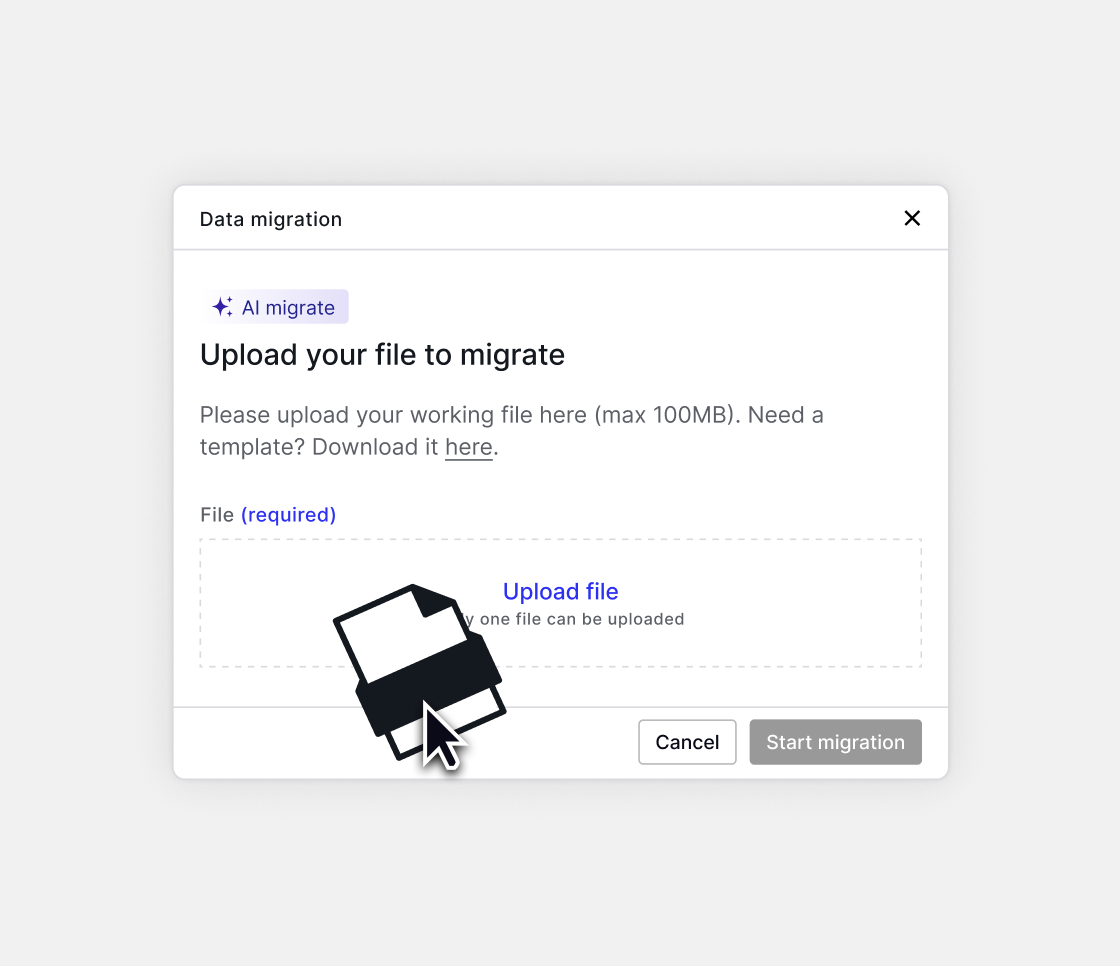 Data migration
AI migrate
Upload your file to migrate
Please upload your working file here (max 100MB). Need a
template? Download it here.
File (required)
Upload file
one file can be uploaded
Cancel
Start migration